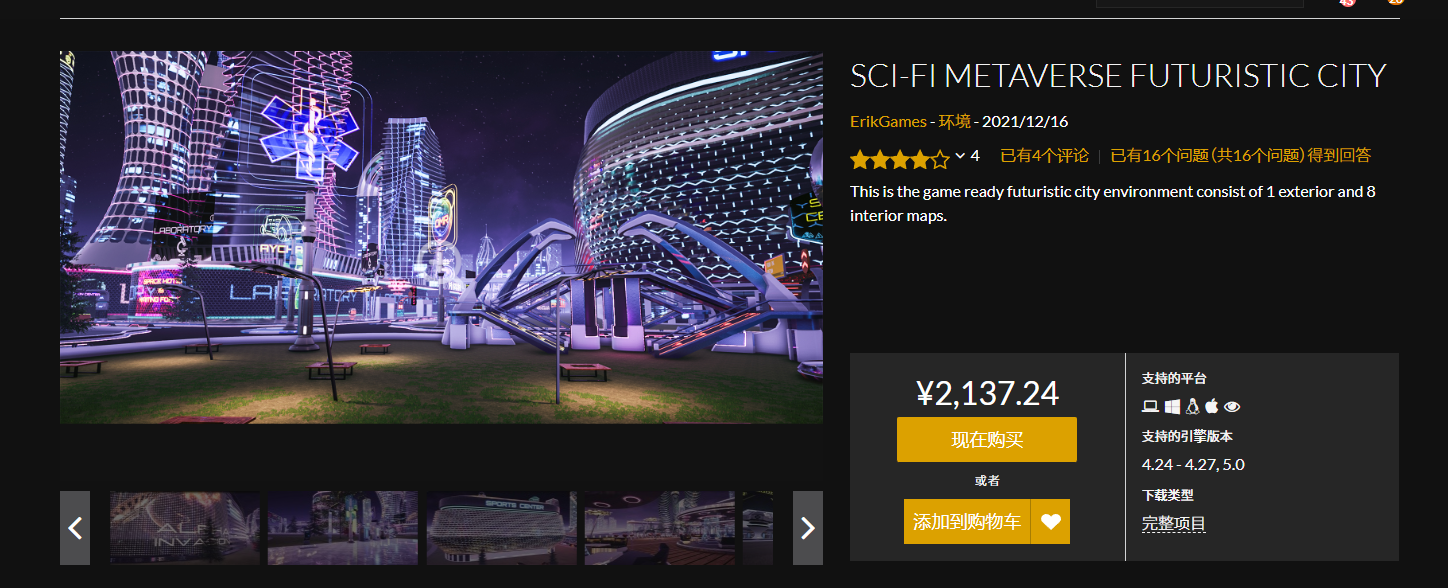 SCI-FI METAVERSE FUTURISTIC CITY
ErikGames - 环境 - 2021/12/16
4 已有4个评论 | 已有16个问题 (共16个问题) 得到回答
This is the game ready futuristic city environment consist of 1 exterior and 8
interior maps.
LABORATORY
LABORATORY
SPORTS CENTER
¥2,137.24
现在购买
或者
添加到购物车
支持的平台
支持的引擎版本
4.24 - 4.27, 5.0
下载类型
完整项目